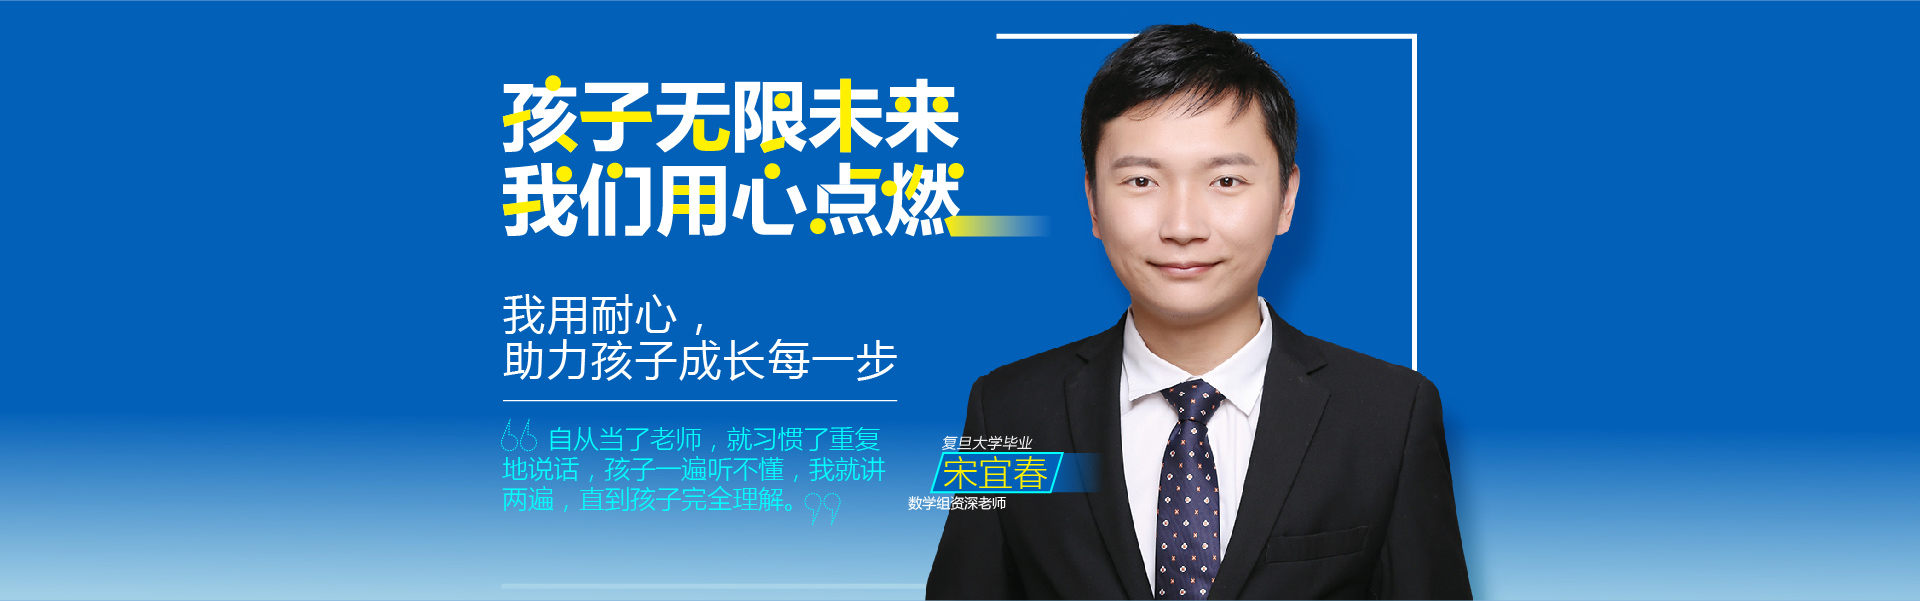 孩子无限未来
我们用心点燃
我用耐心，
助力孩子成长每一步
自从当了老师，就习惯了重复
地说话，孩子一遍听不懂，我就讲
两遍，直到孩子完全理解。
复旦大学毕业
宋宜春
数学组资深老师